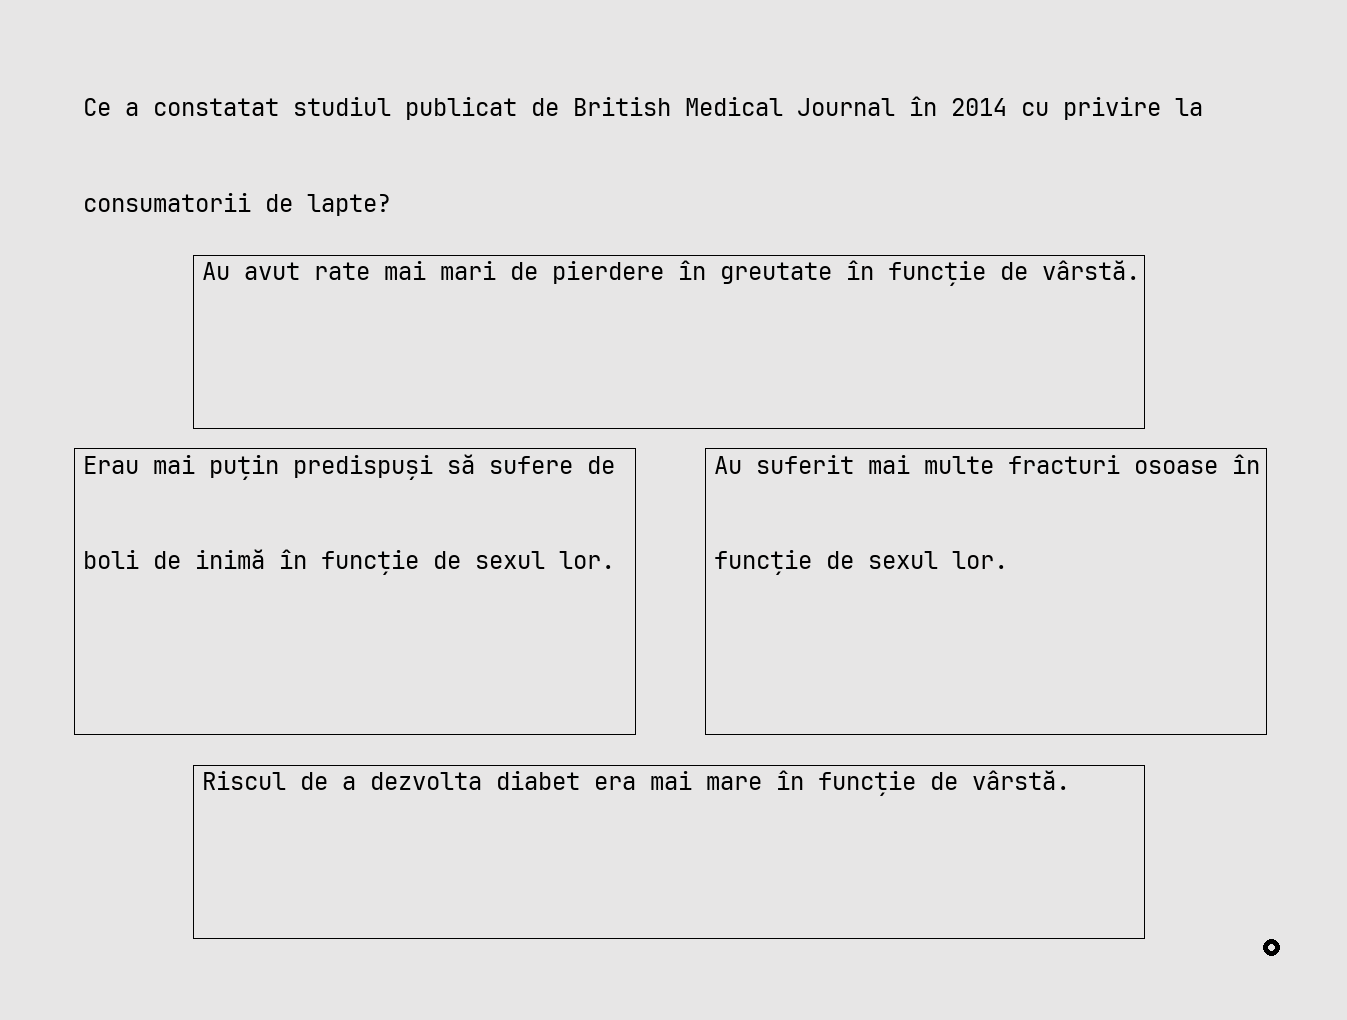 Ce a constatat studiul publicat de British Medical Journal în 2014 cu privire la
consumatorii de lapte?
Au avut rate mai mari de pierdere în greutate în funcție de vârstă.
Erau mai puțin predispuși să sufere de
boli de inimă în funcție de sexul lor.
Au suferit mai multe fracturi osoase în
funcție de sexul lor.
Riscul de a dezvolta diabet era mai mare în funcție de vârstă.